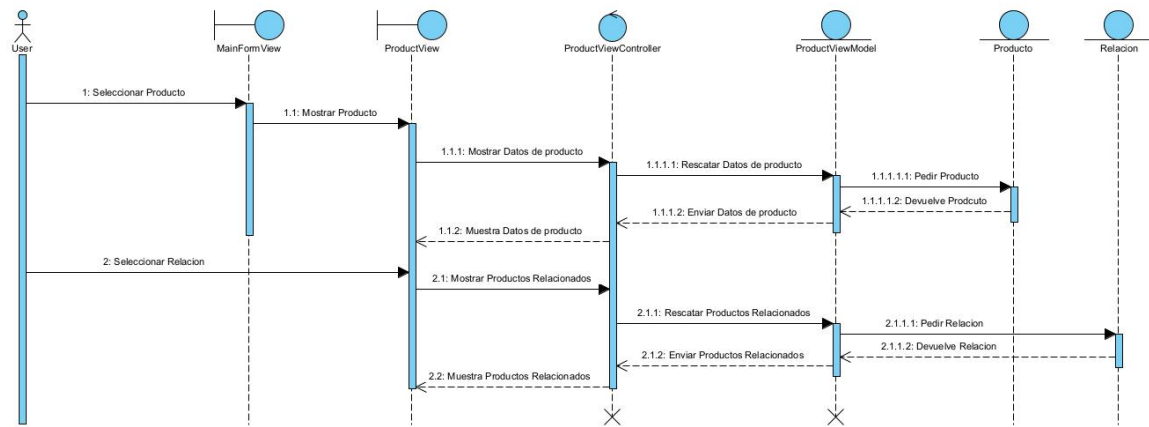 User
MainFormView
ProductView
ProductViewController
ProductViewModel
Producto
Relacion
1: Seleccionar Producto
1.1: Mostrar Producto
1.1.1: Mostrar Datos de producto
1.1.1.1: Rescatar Datos de producto
1.1.1.1.1: Pedir Producto
1.1.1.1.2: Devuelve Prodcuto
1.1.1.2: Enviar Datos de producto
1.1.2: Muestra Datos de producto
2: Seleccionar Relacion
2.1: Mostrar Productos Relacionados
2.1.1: Rescatar Productos Relacionados
2.1.1.1: Pedir Relacion
2.1.1.2: Devuelve Relacion
2.1.2: Enviar Productos Relacionados
2.2: Muestra Productos Relacionados